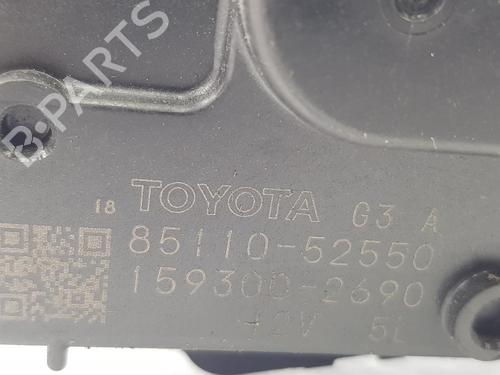 B-PARTS
18 TOYOTA G3 A
85110-52550
159300-2690
12V 5L